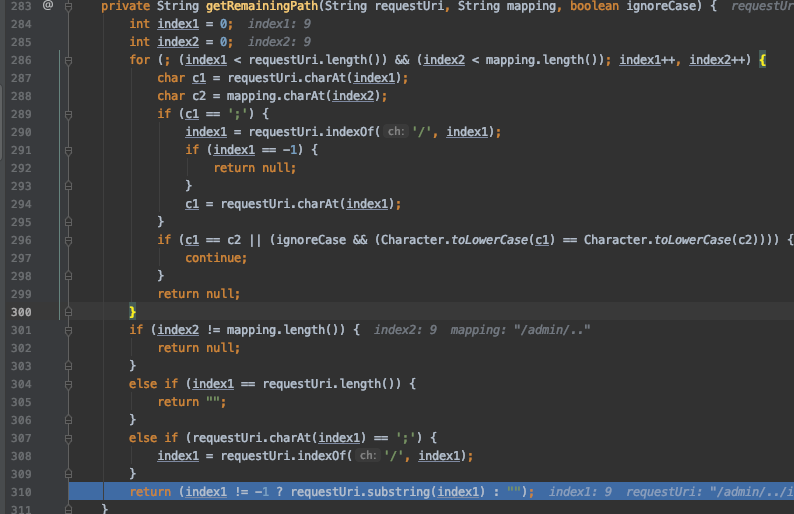 283 @ private String getRemainingPath(String requestUri, String mapping, boolean ignoreCase) { requestUr
284 int index1 = 0; index1: 9
285 int index2 = 0; index2: 9
286 for (; (index1 < requestUri.length()) && (index2 < mapping.length()); index1++, index2++) {
287 char c1 = requestUri.charAt(index1);
288 char c2 = mapping.charAt(index2);
289 if (c1 == ';') {
290 index1 = requestUri.indexOf( ch: '/', index1);
291 if (index1 == -1) {
292 return null;
293 }
294 c1 = requestUri.charAt(index1);
295 }
296 if (c1 == c2 || (ignoreCase && (Character.toLowerCase(c1) == Character.toLowerCase(c2)))) {
297 continue;
298 }
299 return null;
300 }
301 if (index2 != mapping.length()) { index2: 9 mapping: "/admin/.."
302 return null;
303 }
304 else if (index1 == requestUri.length()) {
305 return "";
306 }
307 else if (requestUri.charAt(index1) == ';') {
308 index1 = requestUri.indexOf( ch: '/', index1);
309 }
310 return (index1 != -1 ? requestUri.substring(index1) : ""); index1: 9 requestUri: "/admin/../i
311 }